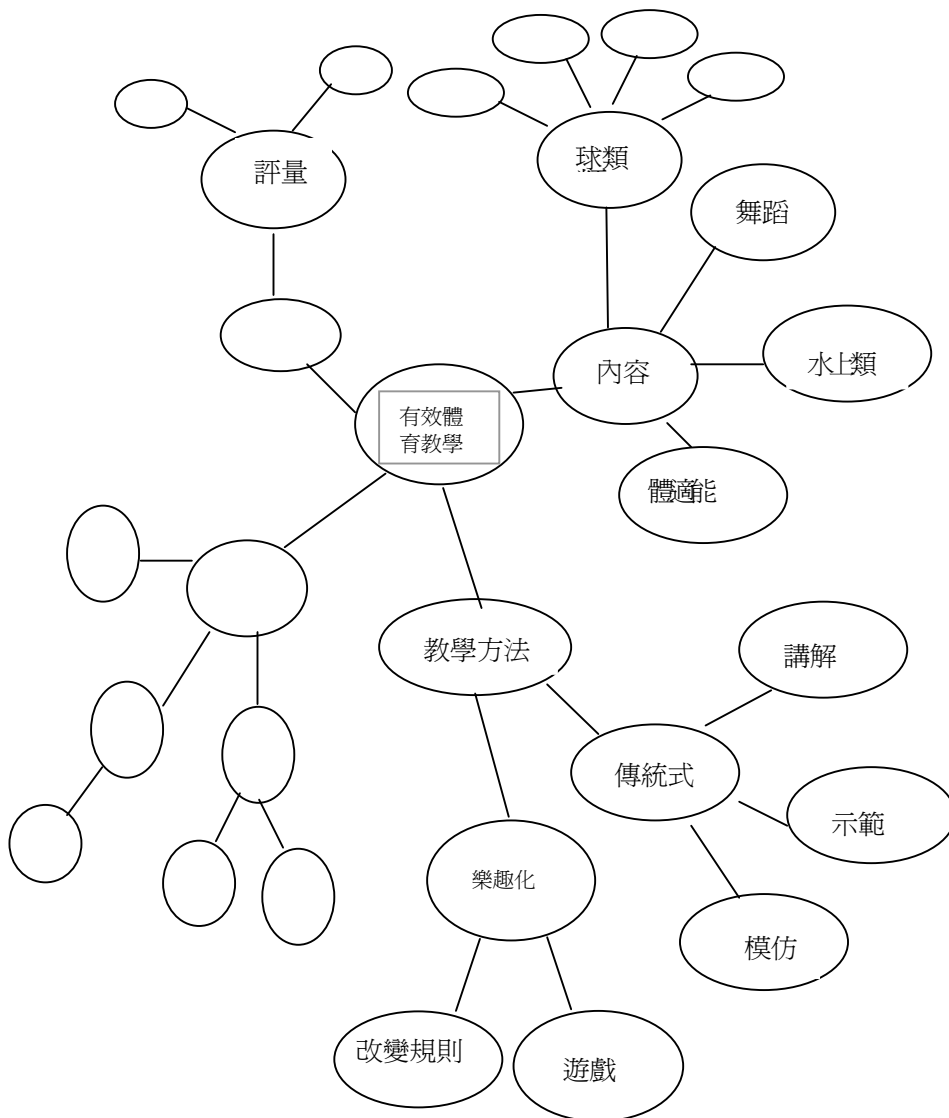 評量
球類
舞蹈
水上類
內容
體適能
有效體
育教學
教學方法
講解
傳統式
示範
樂趣化
模仿
改變規則
遊戲